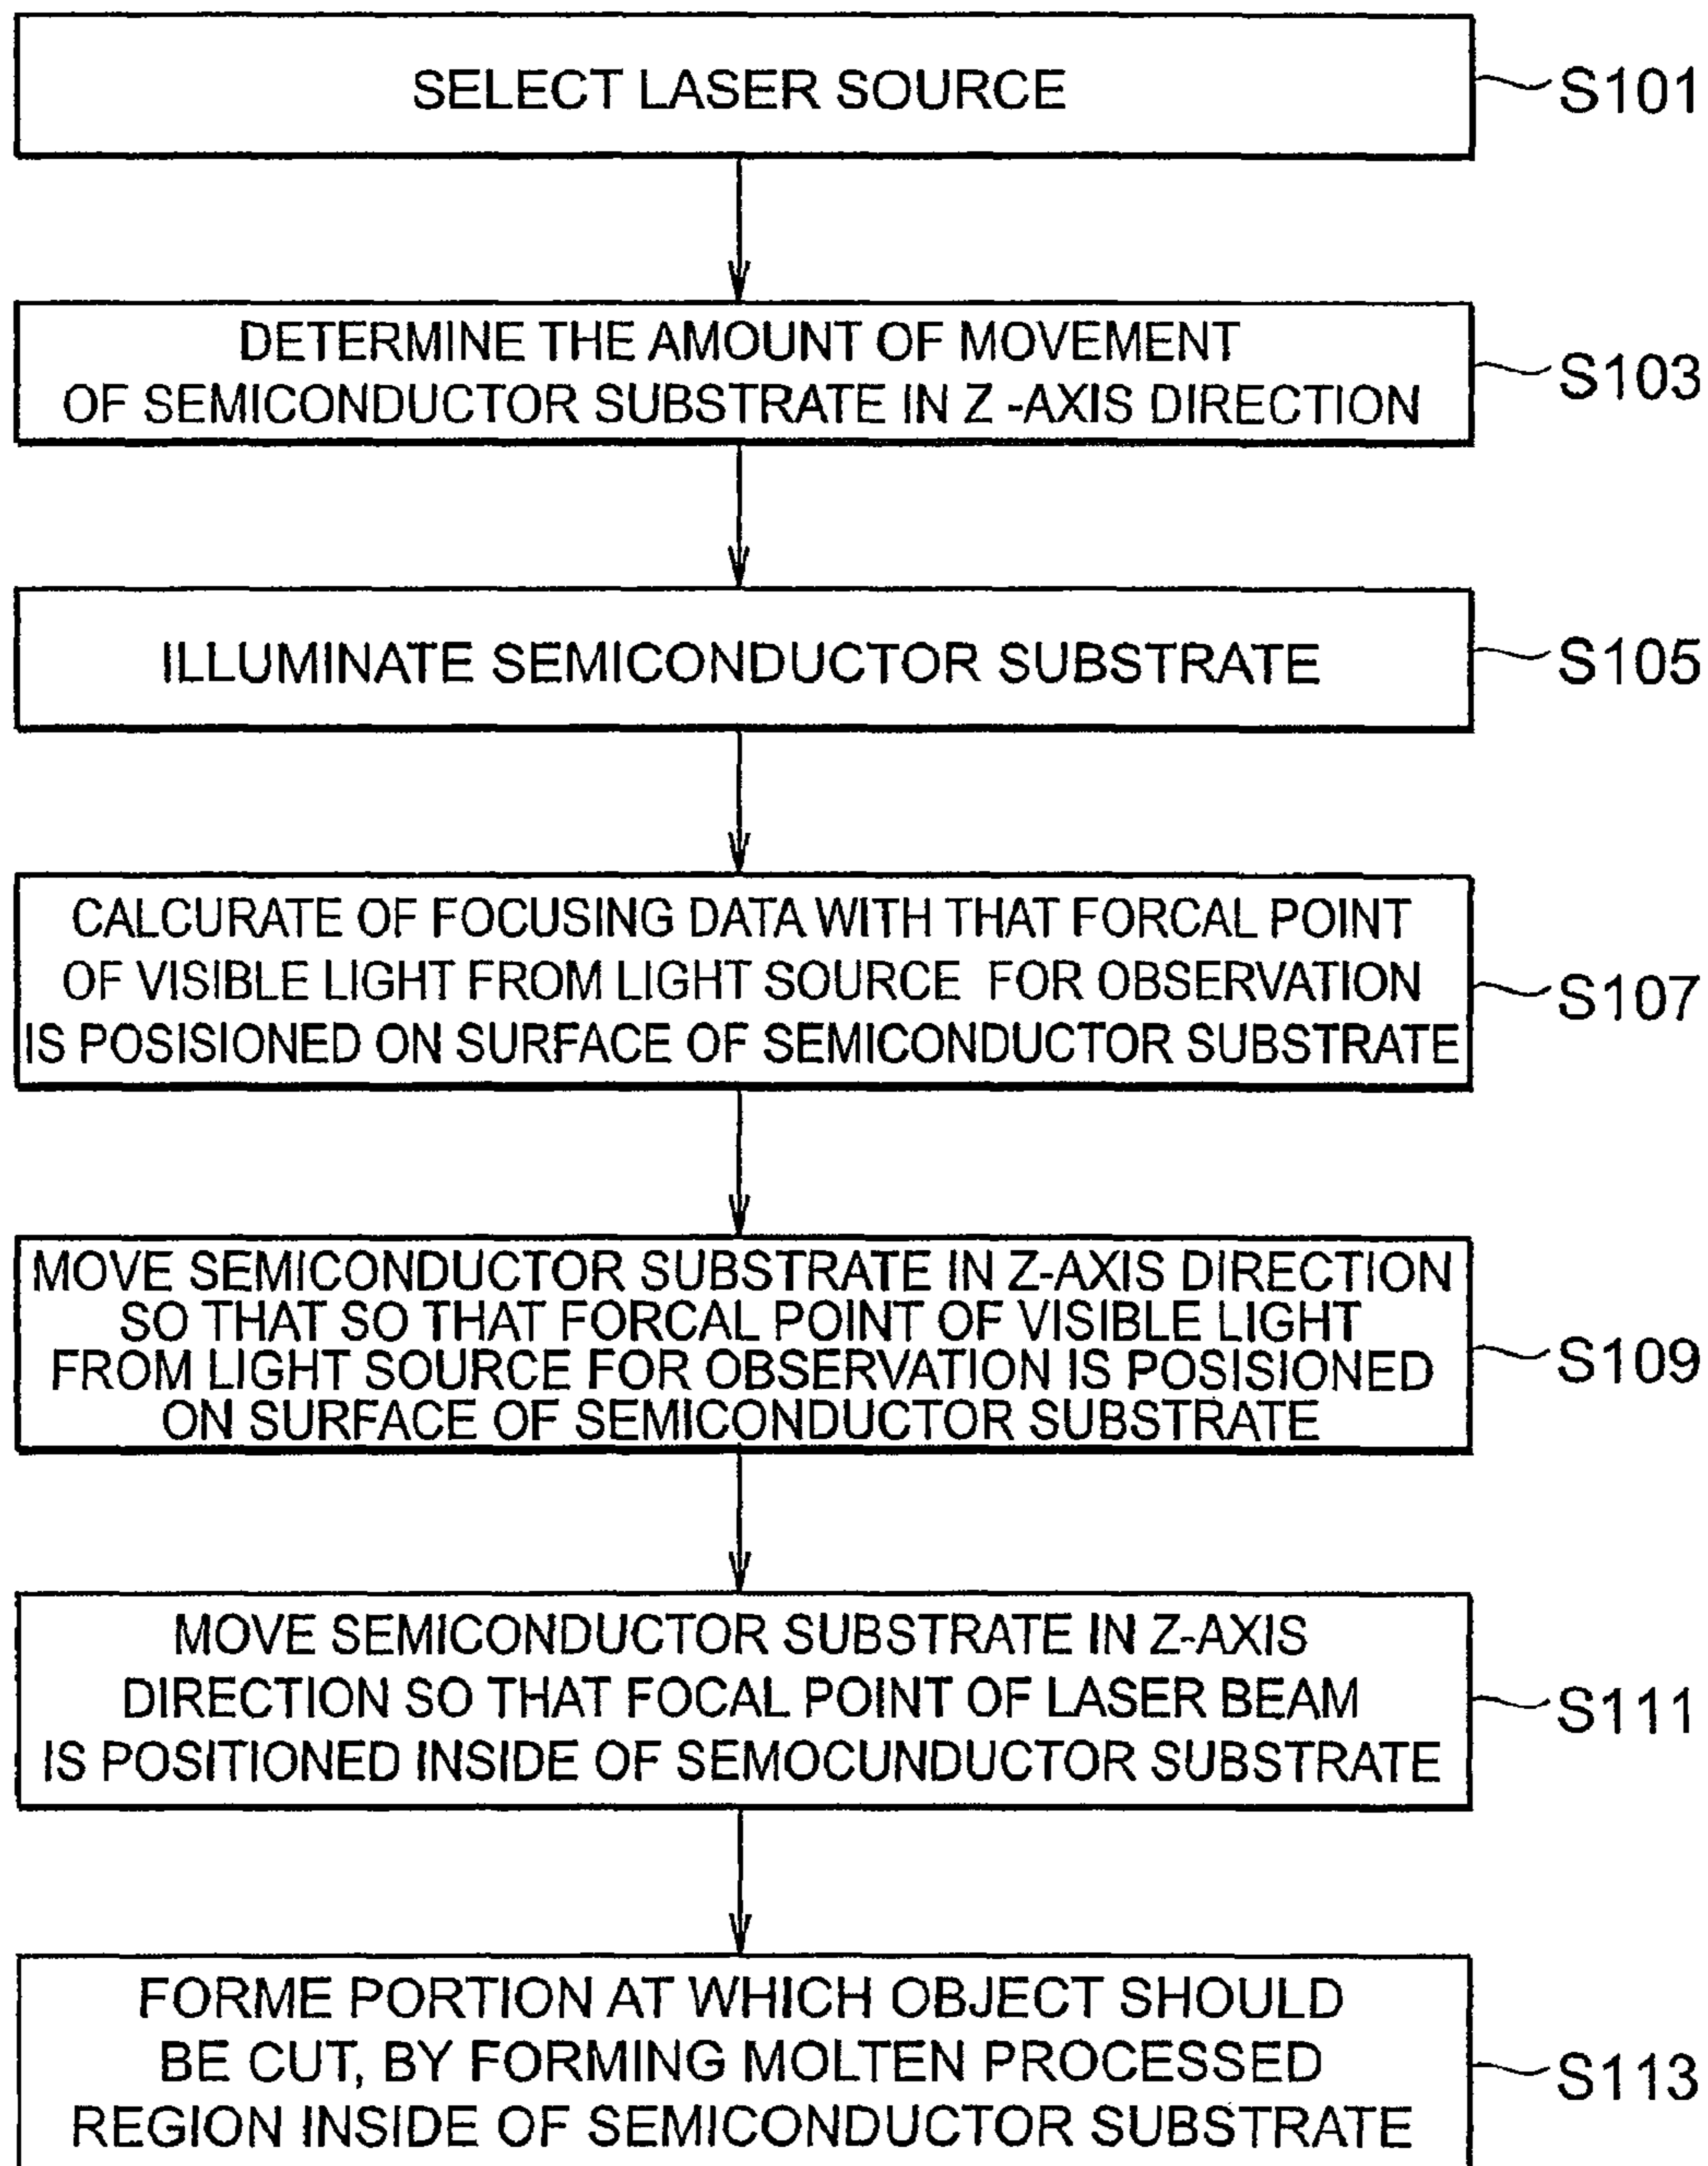 SELECT LASER SOURCE
S101
DETERMINE THE AMOUNT OF MOVEMENT
OF SEMICONDUCTOR SUBSTRATE IN Z -AXIS DIRECTION
S103
ILLUMINATE SEMICONDUCTOR SUBSTRATE
S105
CALCURATE OF FOCUSING DATA WITH THAT FORCAL POINT
OF VISIBLE LIGHT FROM LIGHT SOURCE FOR OBSERVATION
IS POSISIONED ON SURFACE OF SEMICONDUCTOR SUBSTRATE
S107
MOVE SEMICONDUCTOR SUBSTRATE IN Z-AXIS DIRECTION
SO THAT SO THAT FORCAL POINT OF VISIBLE LIGHT
FROM LIGHT SOURCE FOR OBSERVATION IS POSISIONED
ON SURFACE OF SEMICONDUCTOR SUBSTRATE
S109
MOVE SEMICONDUCTOR SUBSTRATE IN Z-AXIS
DIRECTION SO THAT FOCAL POINT OF LASER BEAM
IS POSITIONED INSIDE OF SEMOCUNDUCTOR SUBSTRATE
S111
FORME PORTION AT WHICH OBJECT SHOULD
BE CUT, BY FORMING MOLTEN PROCESSED
REGION INSIDE OF SEMICONDUCTOR SUBSTRATE
S113